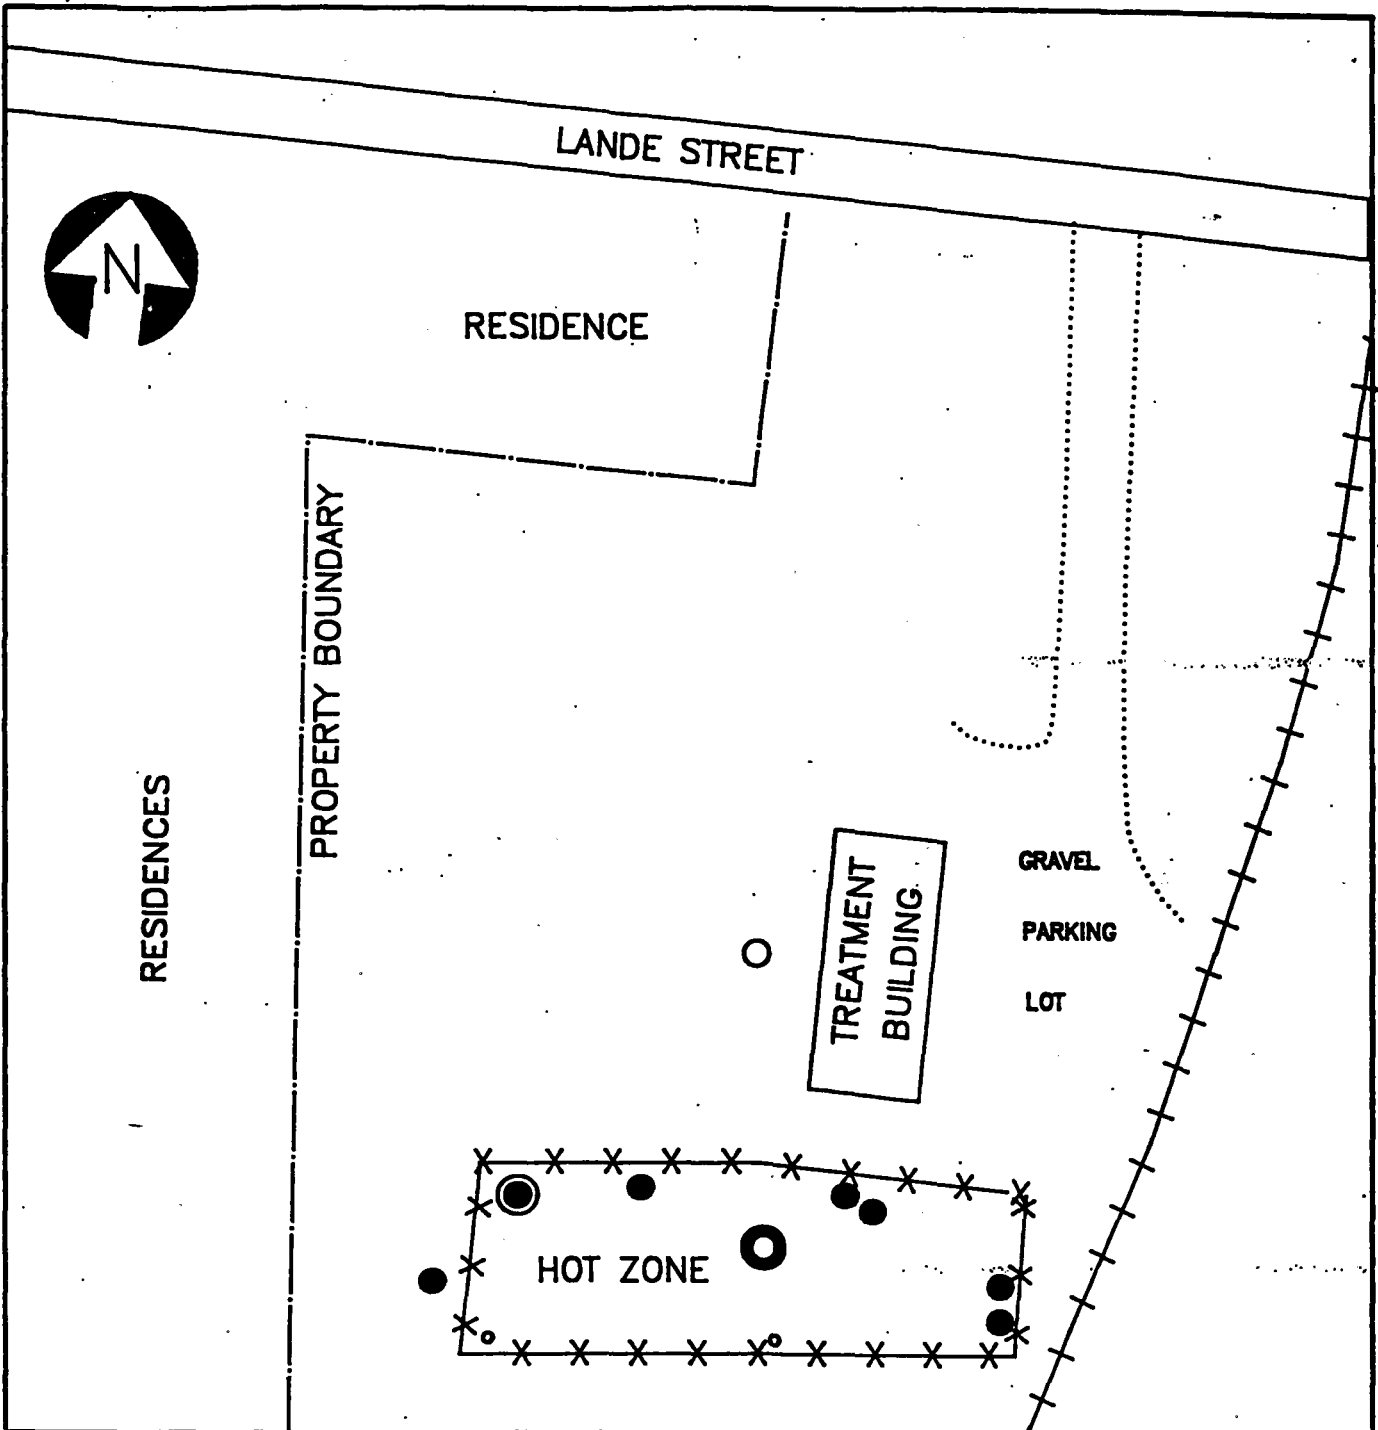 LANDE STREET
N
RESIDENCE
PROPERTY BOUNDARY
RESIDENCES
TREATMENT
BUILDING
GRAVEL
PARKING
LOT
HOT ZONE